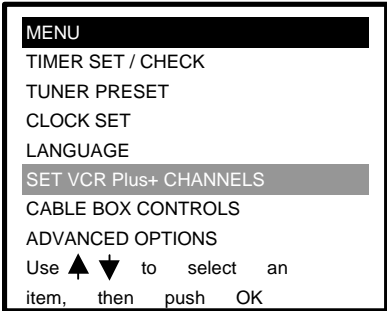 MENU
TIMER SET / CHECK
TUNER PRESET
CLOCK SET
LANGUAGE
SET VCR Plus+ CHANNELS
CABLE BOX CONTROLS
ADVANCED OPTIONS
Use ▲ ▼ to select an
item, then push OK